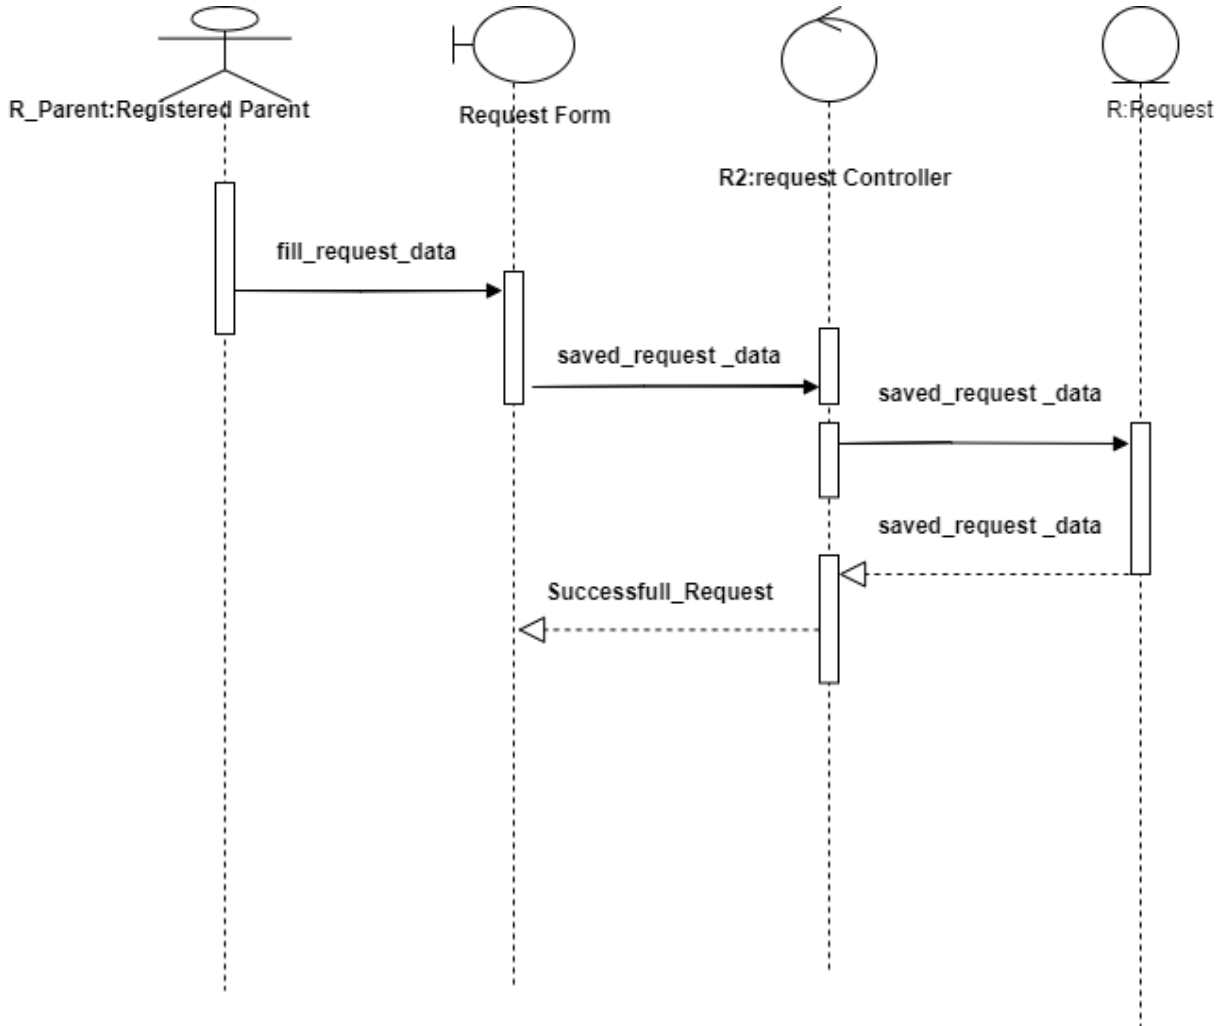 R_Parent:Registered Parent
Request Form
R:Request
R2:request Controller
fill_request_data
saved_request _data
saved_request _data
saved_request _data
Successfull_Request